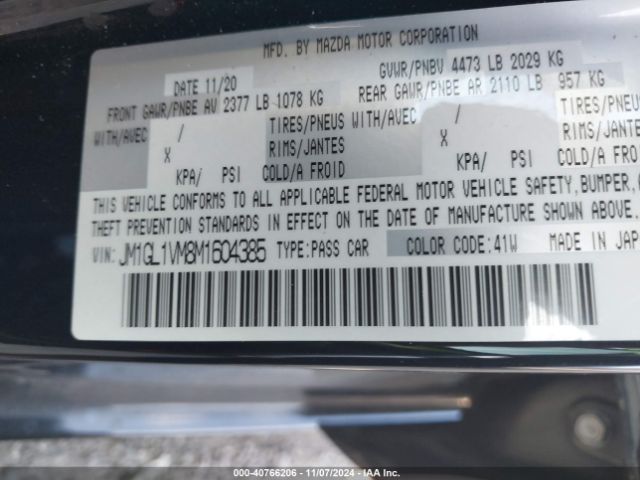 MFD. BY MAZDA MOTOR CORPORATION
DATE 11/20 GVWR/PNBV 4473 LB 2029 KG
FRONT GAWR/PNBE AV 2377 LB 1078 KG REAR GAWR/PNBE AR 2110 LB 957 KG
WITH/AVEC / TIRES/PNEUS WITH/AVEC / TIRES/PNEUS
X RIMS/JANTES X RIMS/JANTES
KPA/ PSI COLD/A FROID KPA/ PSI COLD/A FROID
THIS VEHICLE CONFORMS TO ALL APPLICABLE FEDERAL MOTOR VEHICLE SAFETY, BUMPER,
THEFT PREVENTION STANDARDS IN EFFECT ON THE DATE OF MANUFACTURE SHOWN ABOVE.
VIN: JM1GL1VM8M1604385 TYPE:PASS CAR COLOR CODE:41W MADE IN JAP
000-40766206 - 11/07/2024 - IAA Inc.